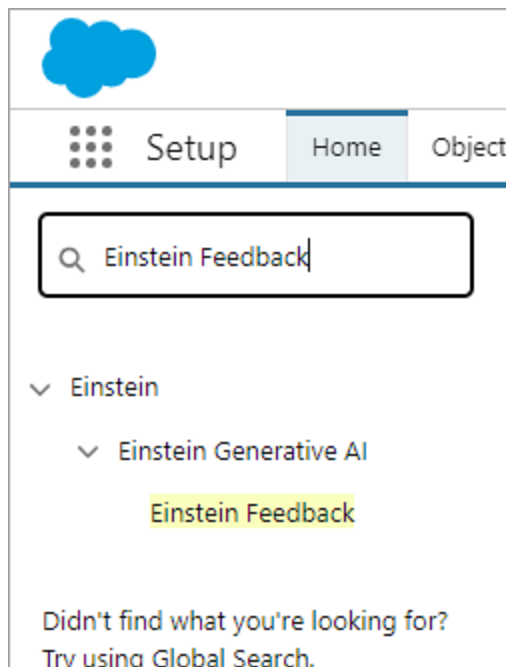 Setup
Home
Object
Einstein Feedback
Einstein
Einstein Generative AI
Einstein Feedback
Didn't find what you're looking for?
Try using Global Search.